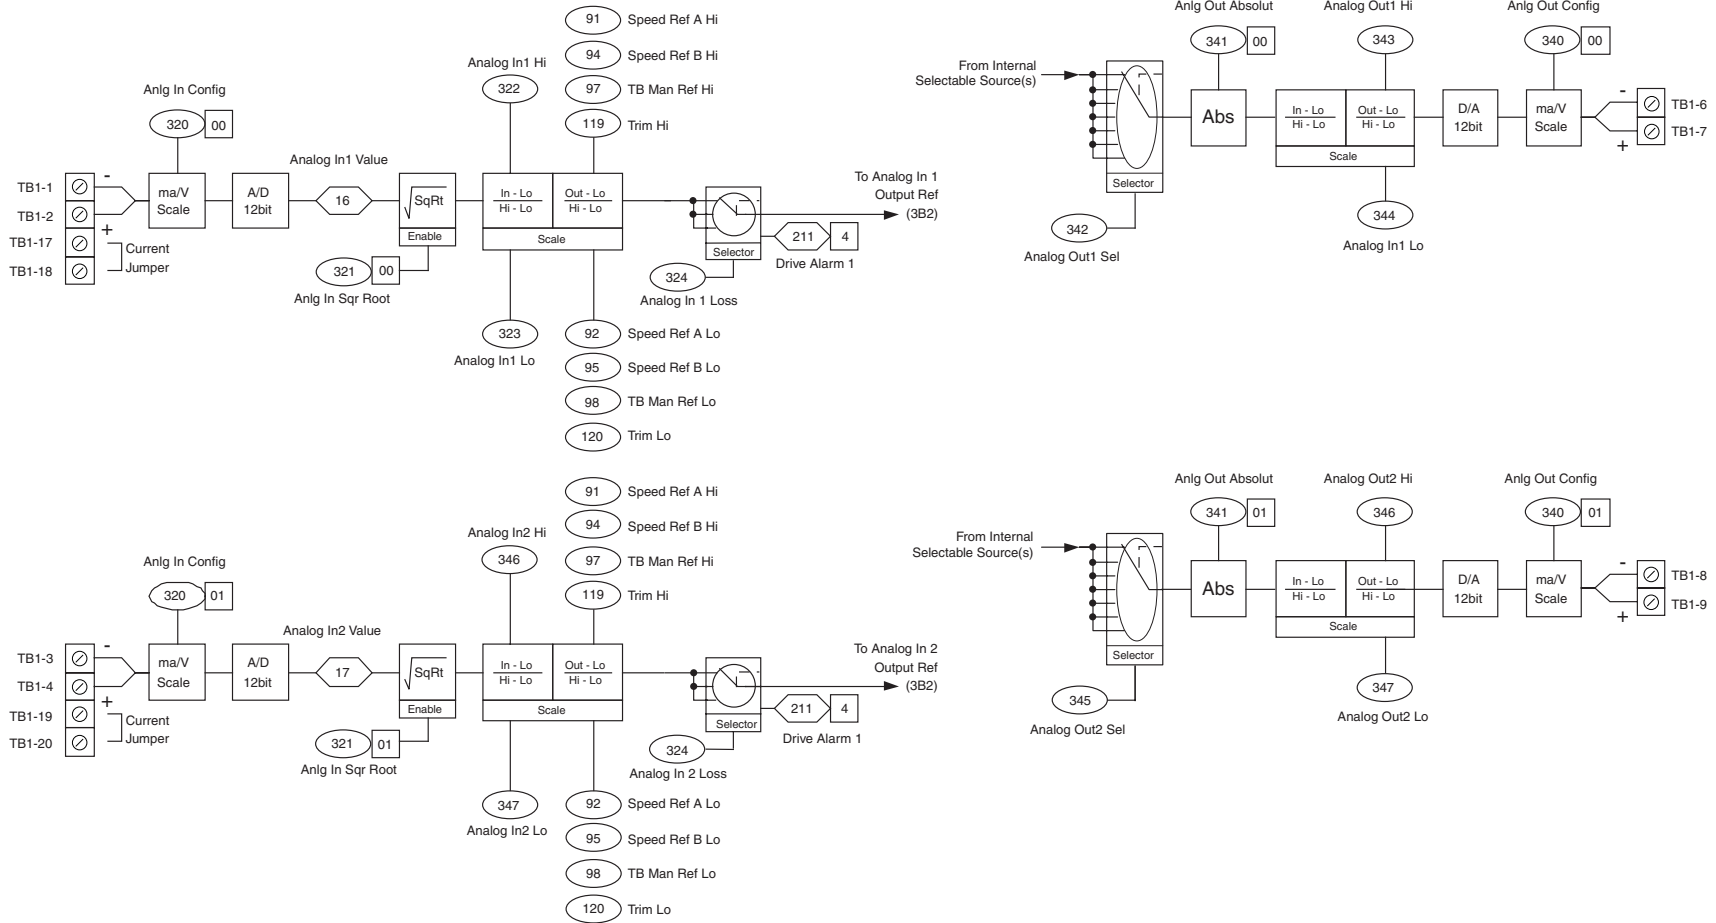 91 Speed Ref A Hi
94 Speed Ref B Hi
97 TB Man Ref Hi
119 Trim Hi
Analog In1 Hi
322
Anlg In Config
320 00
Analog In1 Value
TB1-1
TB1-2
TB1-17
TB1-18
-
+
Current
Jumper
ma/V
Scale
A/D
12bit
16
√SqRt
Enable
321 00
Anlg In Sqr Root
In - Lo
Hi - Lo
Out - Lo
Hi - Lo
Scale
Selector
324
Analog In 1 Loss
To Analog In 1
Output Ref
(3B2)
211 4
Drive Alarm 1
323
Analog In1 Lo
92 Speed Ref A Lo
95 Speed Ref B Lo
98 TB Man Ref Lo
120 Trim Lo
Anlg Out Absolut
341 00
Analog Out1 Hi
343
Anlg Out Config
340 00
From Internal
Selectable Source(s)
Selector
342
Analog Out1 Sel
Abs
In - Lo
Hi - Lo
Out - Lo
Hi - Lo
Scale
344
Analog In1 Lo
D/A
12bit
ma/V
Scale
-
+
TB1-6
TB1-7
91 Speed Ref A Hi
94 Speed Ref B Hi
97 TB Man Ref Hi
119 Trim Hi
Analog In2 Hi
346
Anlg In Config
320 01
Analog In2 Value
TB1-3
TB1-4
TB1-19
TB1-20
-
+
Current
Jumper
ma/V
Scale
A/D
12bit
17
√SqRt
Enable
321 01
Anlg In Sqr Root
In - Lo
Hi - Lo
Out - Lo
Hi - Lo
Scale
Selector
324
Analog In 2 Loss
To Analog In 2
Output Ref
(3B2)
211 4
Drive Alarm 1
347
Analog In2 Lo
92 Speed Ref A Lo
95 Speed Ref B Lo
98 TB Man Ref Lo
120 Trim Lo
Anlg Out Absolut
341 01
Analog Out2 Hi
346
Anlg Out Config
340 01
From Internal
Selectable Source(s)
Selector
345
Analog Out2 Sel
Abs
In - Lo
Hi - Lo
Out - Lo
Hi - Lo
Scale
347
Analog Out2 Lo
D/A
12bit
ma/V
Scale
-
+
TB1-8
TB1-9